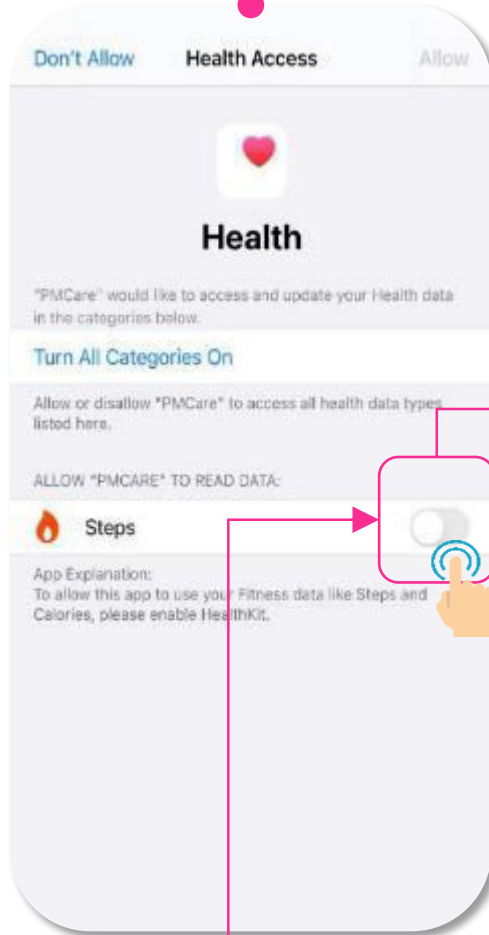 Don't Allow Health Access Allow
Health
"PMCare" would like to access and update your Health data
in the categories below.
Turn All Categories On
Allow or disallow "PMCare" to access all health data types
listed here.
ALLOW "PMCARE" TO READ DATA:
Steps
App Explanation:
To allow this app to use your Fitness data like Steps and
Calories, please enable HealthKit.